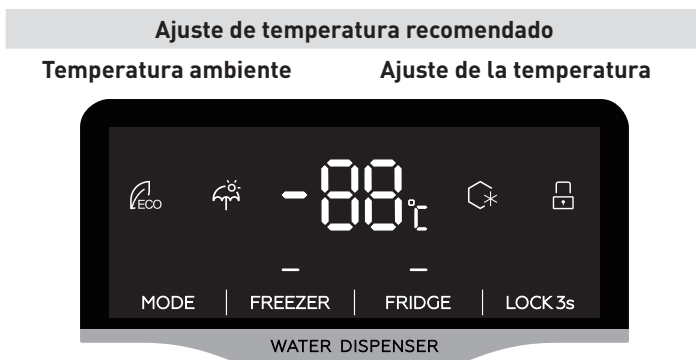 Ajuste de temperatura recomendado
Temperatura ambiente Ajuste de la temperatura
ECO -88°C
MODE FREEZER FRIDGE LOCK 3s
WATER DISPENSER